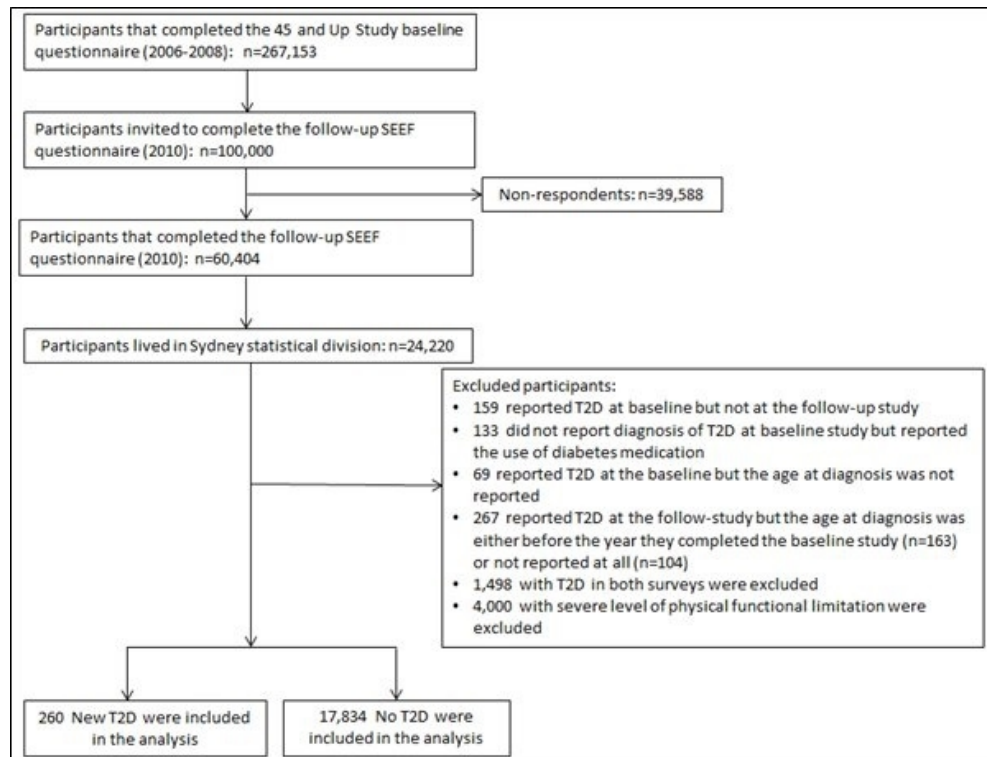 Participants that completed the 45 and Up Study baseline
questionnaire (2006-2008): n=267,153
Participants invited to complete the follow-up SEEF
questionnaire (2010): n=100,000
Non-respondents: n=39,588
Participants that completed the follow-up SEEF
questionnaire (2010): n=60,404
Participants lived in Sydney statistical division: n=24,220
Excluded participants:
• 159 reported T2D at baseline but not at the follow-up study
• 133 did not report diagnosis of T2D at baseline study but reported
the use of diabetes medication
• 69 reported T2D at the baseline but the age at diagnosis was not
reported
• 267 reported T2D at the follow-study but the age at diagnosis was
either before the year they completed the baseline study (n=163)
or not reported at all (n=104)
• 1,498 with T2D in both surveys were excluded
• 4,000 with severe level of physical functional limitation were
excluded
260 New T2D were included
in the analysis
17,834 No T2D were
included in the analysis